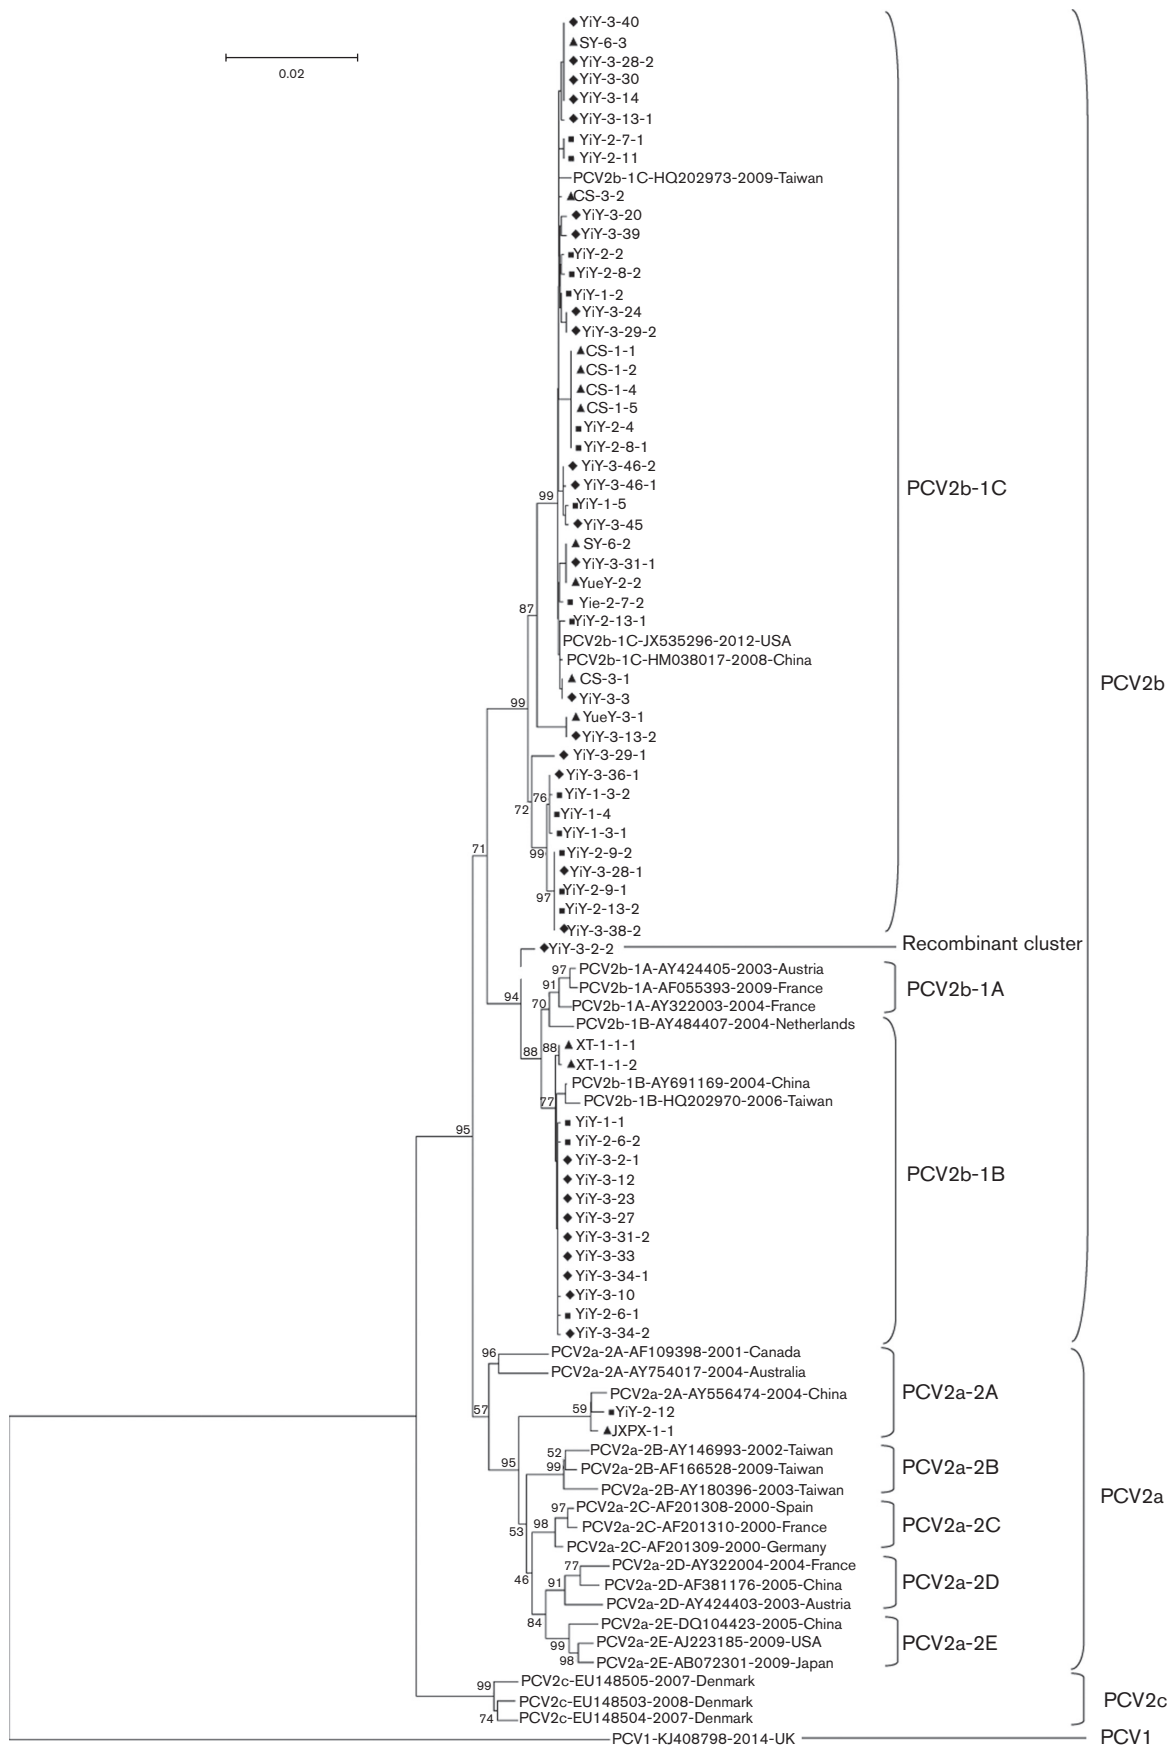 YiY-3-40
SY-6-3
0.02
YiY-3-28-2
YiY-3-30
YiY-3-14
YiY-3-13-1
YiY-2-7-1
YiY-2-11
PCV2b-1C-HQ202973-2009-Taiwan
CS-3-2
YiY-3-20
YiY-3-39
YiY-2-2
YiY-2-8-2
YiY-1-2
YiY-3-24
YiY-3-29-2
CS-1-1
CS-1-2
CS-1-4
CS-1-5
YiY-2-4
YiY-2-8-1
YiY-3-46-2
YiY-3-46-1
PCV2b-1C
99
YiY-1-5
YiY-3-45
SY-6-2
YiY-3-31-1
YueY-2-2
Yie-2-7-2
87
YiY-2-13-1
PCV2b-1C-JX535296-2012-USA
PCV2b-1C-HM038017-2008-China
CS-3-1
PCV2b
YiY-3-3
99
YueY-3-1
YiY-3-13-2
YiY-3-29-1
YiY-3-36-1
76
YiY-1-3-2
72
YiY-1-4
YiY-1-3-1
71
99
YiY-2-9-2
YiY-3-28-1
97
YiY-2-9-1
YiY-2-13-2
YiY-3-38-2
YiY-3-2-2
Recombinant cluster
97
PCV2b-1A-AY424405-2003-Austria
91
PCV2b-1A-AF055393-2009-France
PCV2b-1A
94
70
PCV2b-1A-AY322003-2004-France
PCV2b-1B-AY484407-2004-Netherlands
88
88
XT-1-1-1
XT-1-1-2
PCV2b-1B-AY691169-2004-China
77
PCV2b-1B-HQ202970-2006-Taiwan
YiY-1-1
95
YiY-2-6-2
YiY-3-2-1
PCV2b-1B
YiY-3-12
YiY-3-23
YiY-3-27
YiY-3-31-2
YiY-3-33
YiY-3-34-1
YiY-3-10
YiY-2-6-1
YiY-3-34-2
96
PCV2a-2A-AF109398-2001-Canada
PCV2a-2A-AY754017-2004-Australia
PCV2a-2A-AY556474-2004-China
PCV2a-2A
57
59
YiY-2-12
JXPX-1-1
52
PCV2a-2B-AY146993-2002-Taiwan
95
99
PCV2a-2B-AF166528-2009-Taiwan
PCV2a-2B
PCV2a-2B-AY180396-2003-Taiwan
PCV2a
97
PCV2a-2C-AF201308-2000-Spain
53
98
PCV2a-2C-AF201310-2000-France
PCV2a-2C
PCV2a-2C-AF201309-2000-Germany
77
PCV2a-2D-AY322004-2004-France
46
91
PCV2a-2D-AF381176-2005-China
PCV2a-2D
PCV2a-2D-AY424403-2003-Austria
84
PCV2a-2E-DQ104423-2005-China
99
PCV2a-2E-AJ223185-2009-USA
PCV2a-2E
98
PCV2a-2E-AB072301-2009-Japan
99
PCV2c-EU148505-2007-Denmark
PCV2c-EU148503-2008-Denmark
PCV2c
74
PCV2c-EU148504-2007-Denmark
PCV1-KJ408798-2014-UK
PCV1